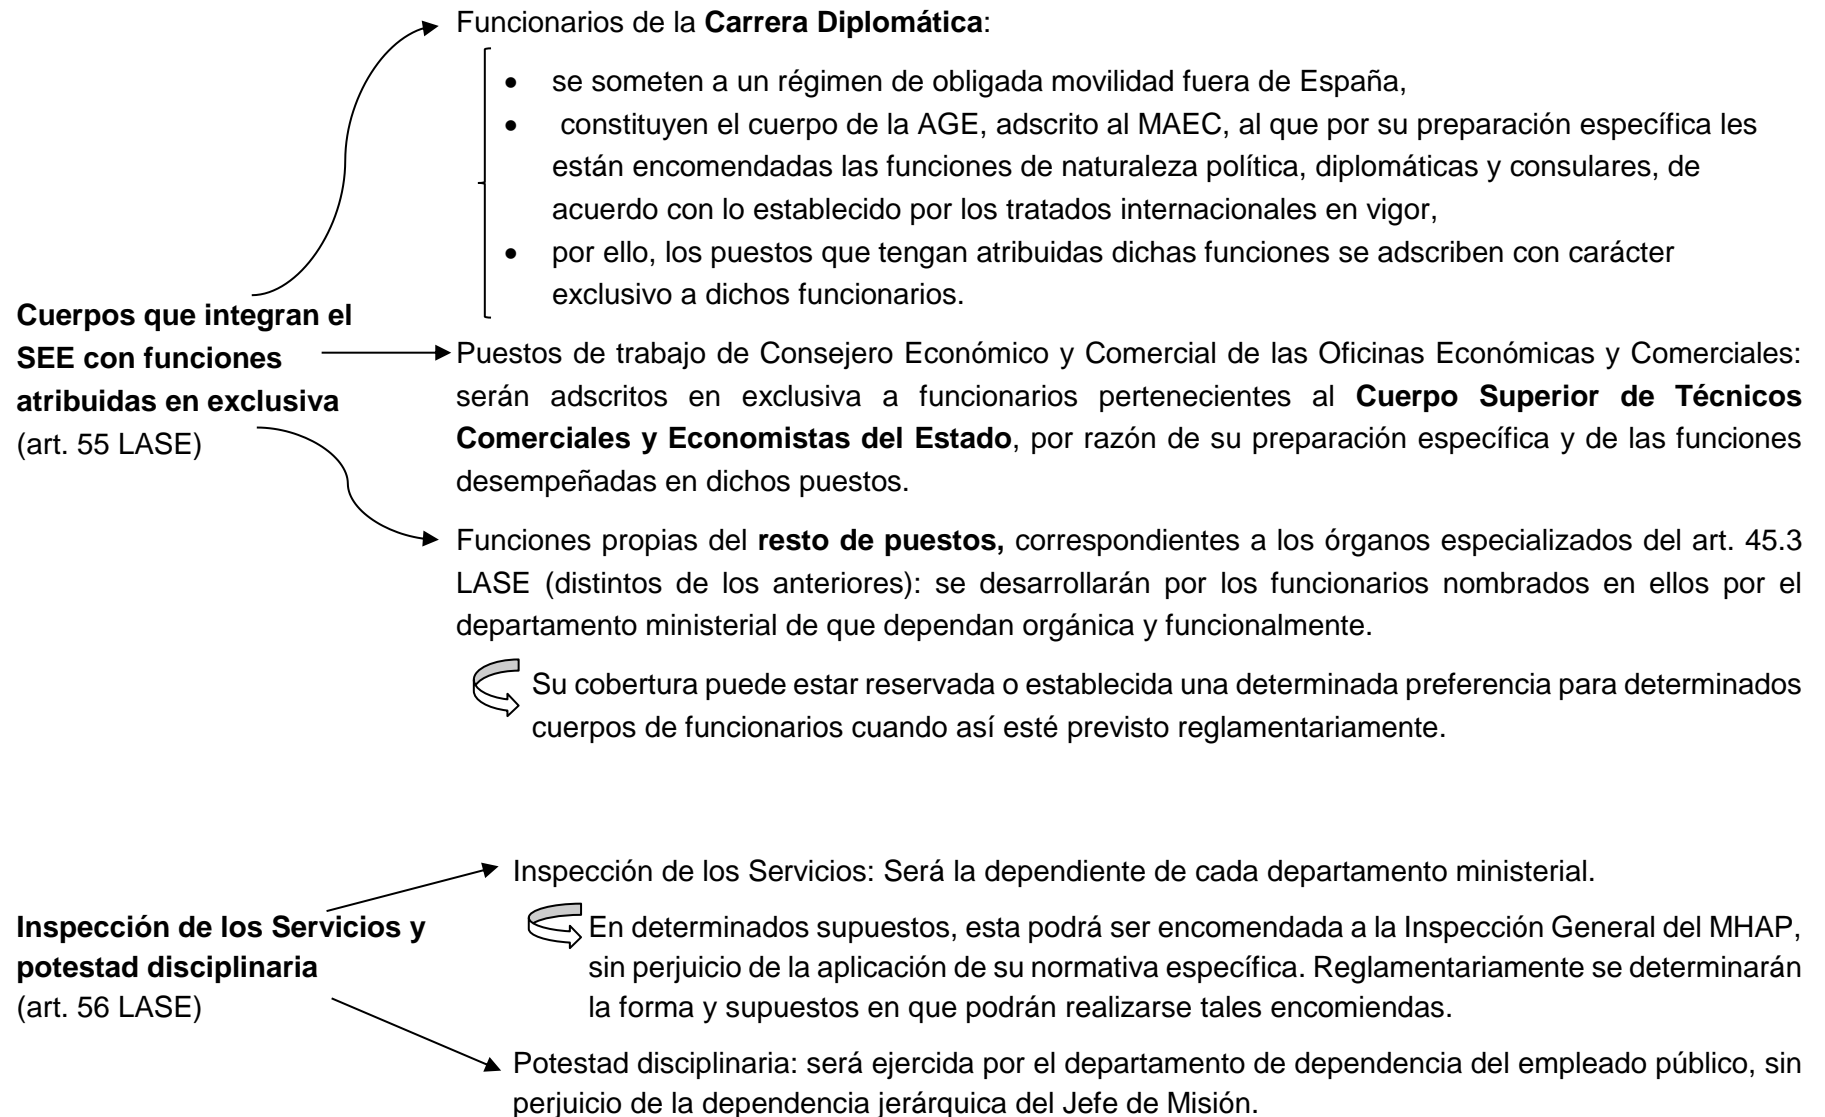 Funcionarios de la Carrera Diplomática:
• se someten a un régimen de obligada movilidad fuera de España,
• constituyen el cuerpo de la AGE, adscrito al MAEC, al que por su preparación específica les
están encomendadas las funciones de naturaleza política, diplomáticas y consulares, de
acuerdo con lo establecido por los tratados internacionales en vigor,
• por ello, los puestos que tengan atribuidas dichas funciones se adscriben con carácter
exclusivo a dichos funcionarios.
Cuerpos que integran el
SEE con funciones
atribuidas en exclusiva
(art. 55 LASE)
Puestos de trabajo de Consejero Económico y Comercial de las Oficinas Económicas y Comerciales:
serán adscritos en exclusiva a funcionarios pertenecientes al Cuerpo Superior de Técnicos
Comerciales y Economistas del Estado, por razón de su preparación específica y de las funciones
desempeñadas en dichos puestos.
Funciones propias del resto de puestos, correspondientes a los órganos especializados del art. 45.3
LASE (distintos de los anteriores): se desarrollarán por los funcionarios nombrados en ellos por el
departamento ministerial de que dependan orgánica y funcionalmente.
Su cobertura puede estar reservada o establecida una determinada preferencia para determinados
cuerpos de funcionarios cuando así esté previsto reglamentariamente.
Inspección de los Servicios y
potestad disciplinaria
(art. 56 LASE)
Inspección de los Servicios: Será la dependiente de cada departamento ministerial.
En determinados supuestos, esta podrá ser encomendada a la Inspección General del MHAP,
sin perjuicio de la aplicación de su normativa específica. Reglamentariamente se determinarán
la forma y supuestos en que podrán realizarse tales encomiendas.
Potestad disciplinaria: será ejercida por el departamento de dependencia del empleado público, sin
perjuicio de la dependencia jerárquica del Jefe de Misión.